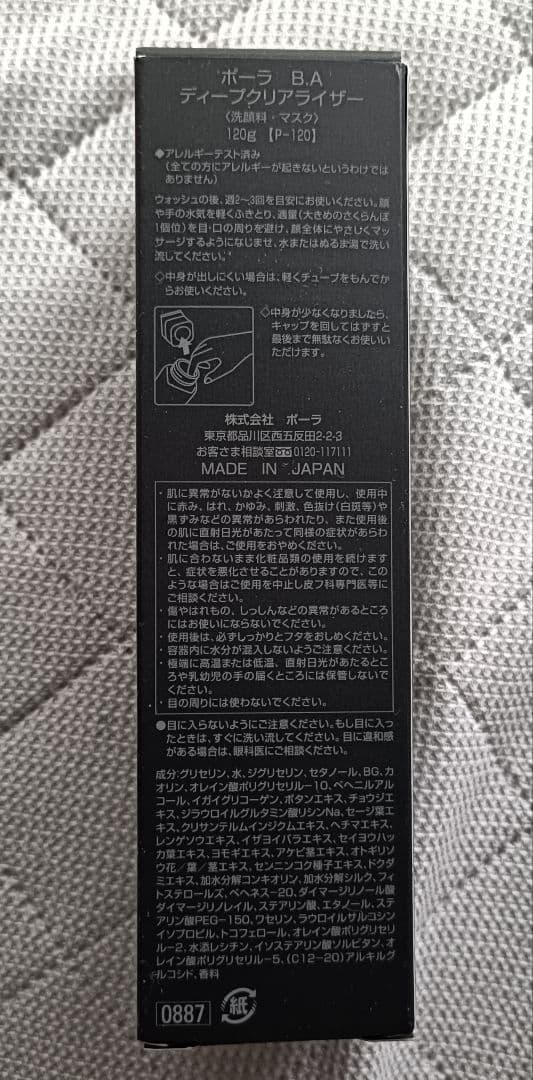 ポーラ B.A
ディープクリアライザー
〈洗顔料・マスク〉
120g 【P-120】
◆アレルギーテスト済み
(全ての方にアレルギーが起きないというわけでは
ありません)
ウォッシュの後、週2〜3回を目安にお使いください。顔
や手の水気を軽くふきとり、適量(大きめのさくらんぼ
1個位)を目・口の周りを避け、顔全体にやさしくマッ
サージするようになじませ、水またはぬるま湯で洗い
流してください。
◇中身が出しにくい場合は、軽くチューブをもんでか
らお使いください。
◇中身が少なくなりましたら、
キャップを回してはずすと
最後まで無駄なくお使いい
ただけます。
株式会社 ポーラ
東京都品川区西五反田2-2-3
お客さま相談室 0120-117111
MADE IN JAPAN
・肌に異常がないかよく注意して使用し、使用中
に赤み、はれ、かゆみ、刺激、色抜け(白斑等)や
黒ずみなどの異常があらわれたり、また使用後
の肌に直射日光があたって同様の症状があらわ
れた場合は、ご使用をおやめください。
・肌に合わないまま化粧品類の使用を続けます
と、症状を悪化させることがありますので、この
ような場合はご使用を中止し皮フ科専門医等に
ご相談ください。
・傷やはれもの、しっしんなどの異常があるところ
にはお使いにならないでください。
・使用後は、必ずしっかりとフタをおしめください。
・容器内に水分が混入しないようご注意ください。
・極端に高温または低温、直射日光があたるとこ
ろや乳幼児の手の届くところには保管しないで
ください。
・目の周りには使わないでください。
●目に入らないようにご注意ください。もし目に入っ
たときは、すぐに洗い流してください。目に違和感
がある場合は、眼科医にご相談ください。
成分:グリセリン、水、ジグリセリン、セタノール、BG、カ
オリン、オレイン酸ポリグリセリル-10、ベヘニルアル
コール、イガイグリコーゲン、ボタンエキス、チョウジエ
キス、ジラウロイルグルタミン酸リシンNa、セージ葉エ
キス、クリサンテルムインジクムエキス、ヘチマエキス、
レンゲソウエキス、イザヨイバラエキス、セイヨウハッ
カ葉エキス、ヨモギエキス、アケビ茎エキス、オトギリソ
ウ花/葉/茎エキス、センニンコク種子エキス、ドクダ
ミエキス、加水分解コンキオリン、加水分解シルク、フィ
トステロールズ、ベヘネス-20、ダイマージリノール酸
ダイマージリノレイル、ステアリン酸、エタノール、ステ
アリン酸PEG-150、ワセリン、ラウロイルサルコシン
イソプロピル、トコフェロール、オレイン酸ポリグリセリ
ル-2、水添レシチン、イソステアリン酸ソルビタン、オレ
イン酸ポリグリセリル-5、(C12-20)アルキルグ
ルコシド、香料
0887
紙